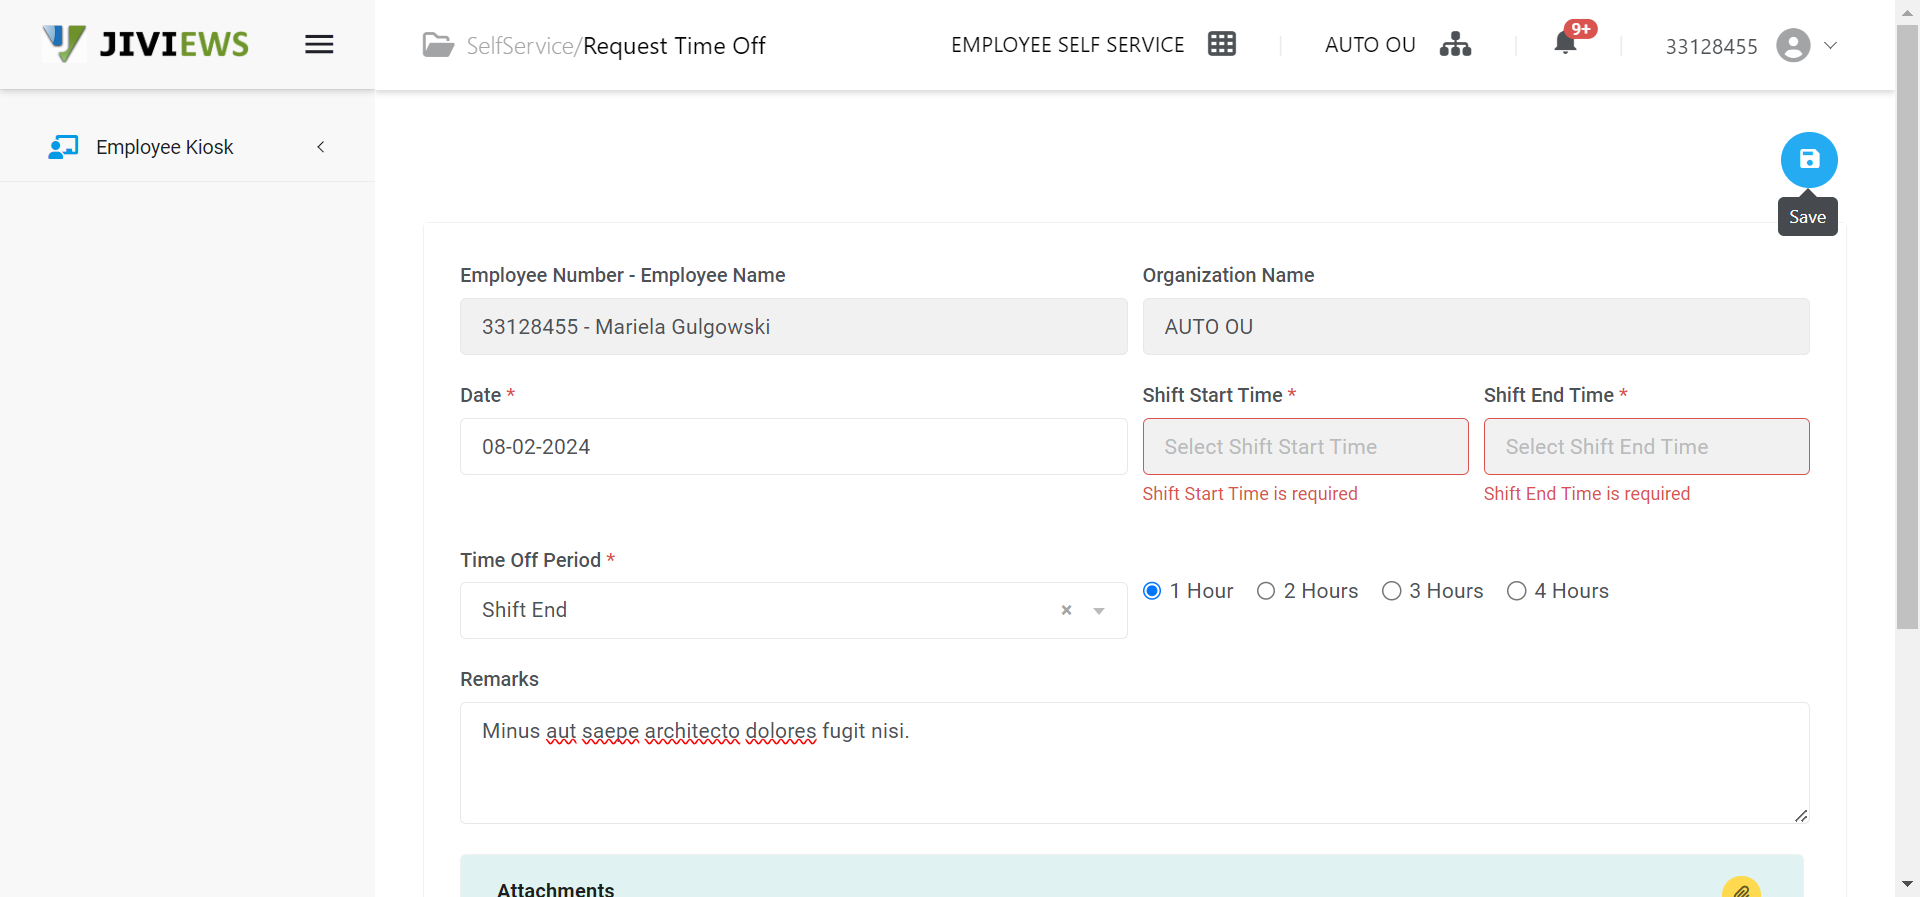 JIVIEWS
SelfService/Request Time Off
EMPLOYEE SELF SERVICE
AUTO OU
9+
33128455
Employee Kiosk
Save
Employee Number - Employee Name
Organization Name
33128455 - Mariela Gulgowski
AUTO OU
Date *
Shift Start Time *
Shift End Time *
08-02-2024
Select Shift Start Time
Select Shift End Time
Shift Start Time is required
Shift End Time is required
Time Off Period *
Shift End
×
1 Hour
2 Hours
3 Hours
4 Hours
Remarks
Minus aut saepe architecto dolores fugit nisi.
Attachments